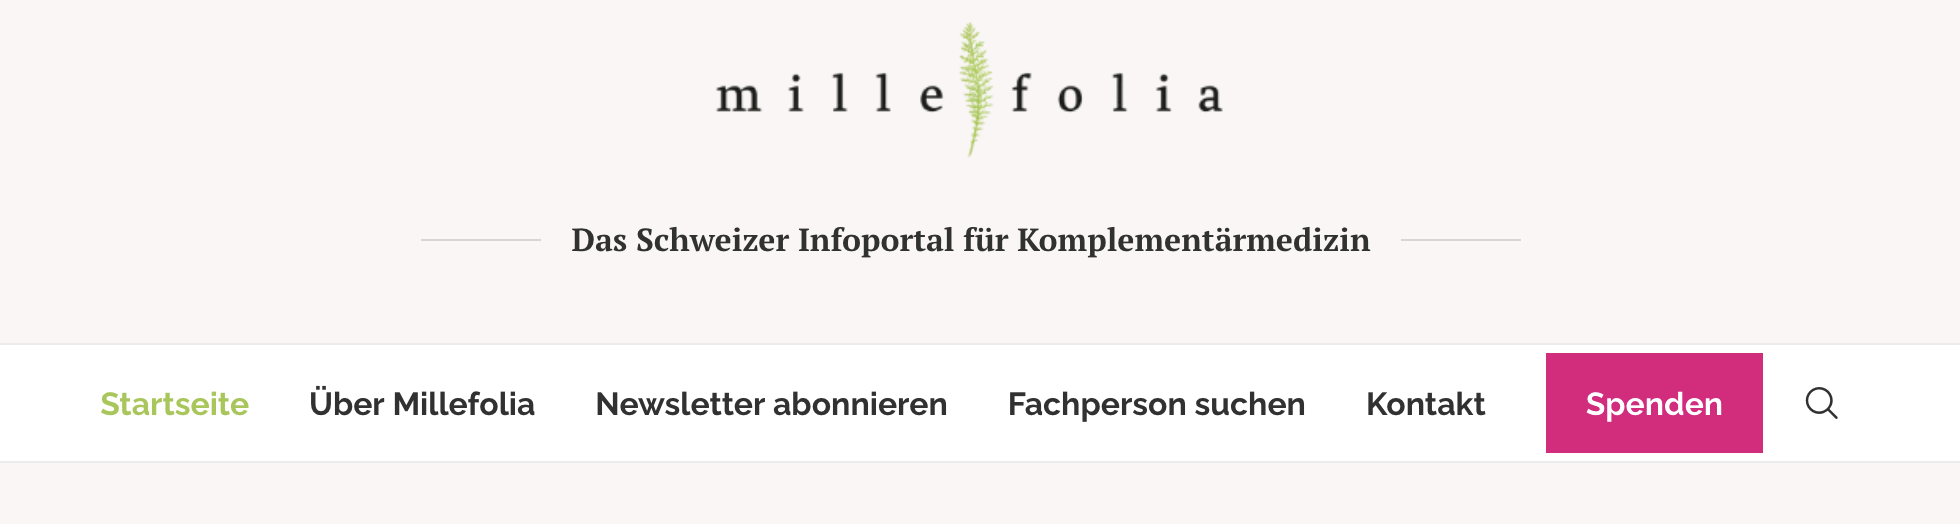 millefolia
Das Schweizer Infoportal für Komplementärmedizin
Startseite Über Millefolia Newsletter abonnieren Fachperson suchen Kontakt Spenden